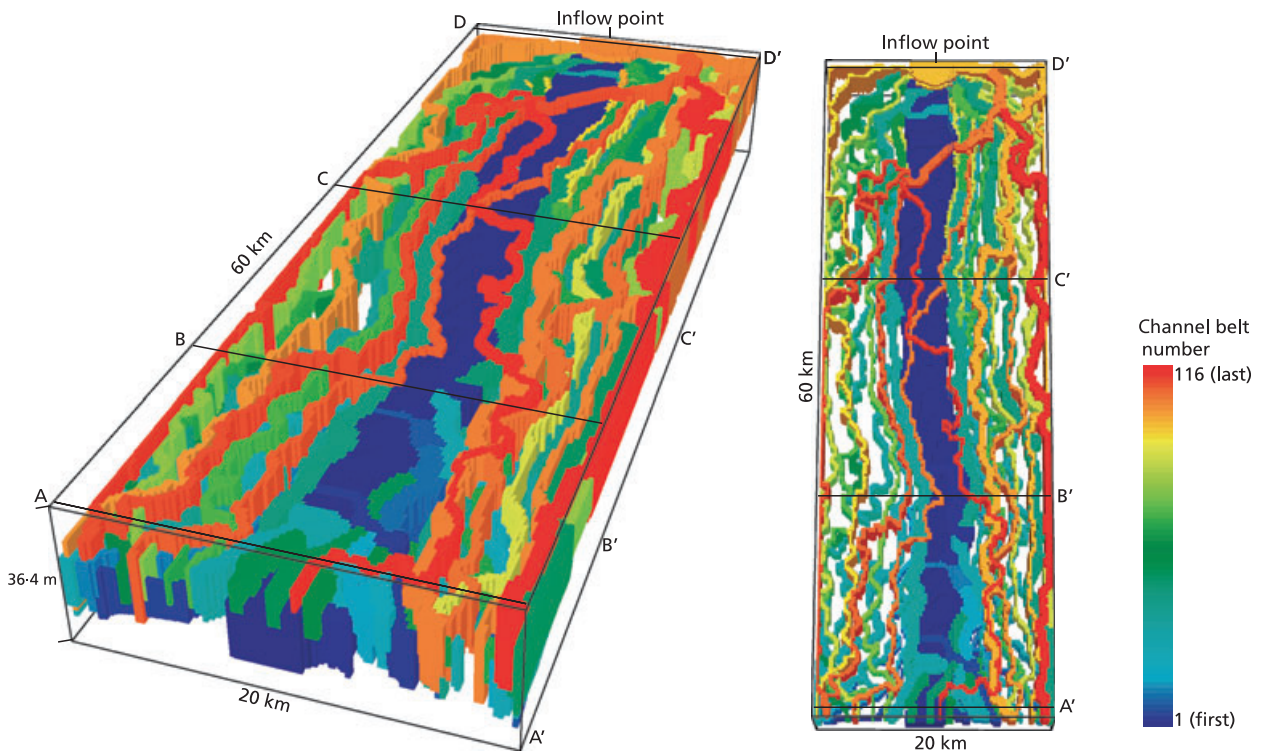 D
Inflow point
D'
C
60 km
B
C'
A
B'
36·4 m
20 km
A'
Inflow point
D'
C'
60 km
B'
A'
20 km
Channel belt
number
116 (last)
1 (first)